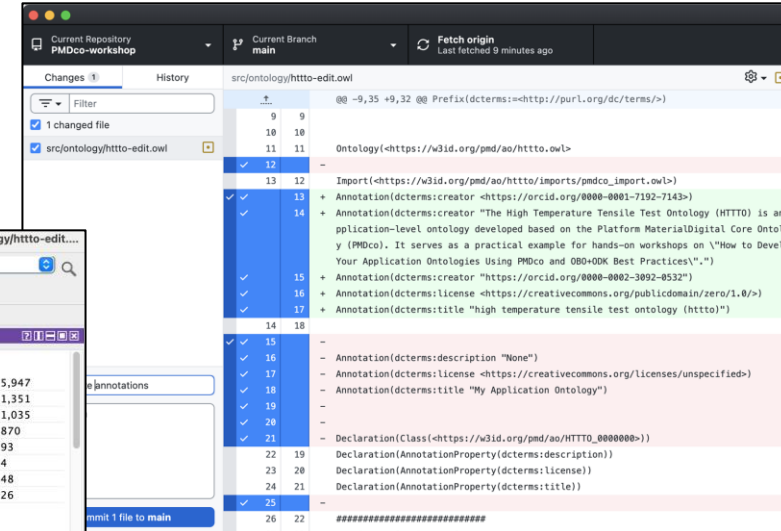 Current Repository
PMDco-workshop
Current Branch
main
Fetch origin
Last fetched 9 minutes ago
Changes 1
History
src/ontology/httto-edit.owl
Filter
1 changed file
src/ontology/httto-edit.owl
@@ -9,35 +9,32 @@ Prefix(dcterms:=<http://purl.org/dc/terms/>)
9 9
10 10
11 11 Ontology(<https://w3id.org/pmd/ao/httto.owl>
12 -
13 12 Import(<https://w3id.org/pmd/ao/httto/imports/pmdco_import.owl>)
13 + Annotation(dcterms:creator <https://orcid.org/0000-0001-7192-7143>)
14 + Annotation(dcterms:creator "The High Temperature Tensile Test Ontology (HTTTO) is an
pplication-level ontology developed based on the Platform MaterialDigital Core Ontol
y (PMDco). It serves as a practical example for hands-on workshops on \"How to Devel
Your Application Ontologies Using PMDco and OBO+ODK Best Practices\".")
15 + Annotation(dcterms:creator "https://orcid.org/0000-0002-3092-0532")
16 + Annotation(dcterms:license <https://creativecommons.org/publicdomain/zero/1.0/>)
17 + Annotation(dcterms:title "high temperature tensile test ontology (httto)")
14 18
15 -
16 - Annotation(dcterms:description "None")
17 - Annotation(dcterms:license <https://creativecommons.org/licenses/unspecified>)
18 - Annotation(dcterms:title "My Application Ontology")
19 -
20 -
21 - Declaration(Class(<https://w3id.org/pmd/ao/HTTTO_0000000>))
22 19 Declaration(AnnotationProperty(dcterms:description))
23 20 Declaration(AnnotationProperty(dcterms:license))
24 21 Declaration(AnnotationProperty(dcterms:title))
25 -
26 22 ############################
gy/httto-edit....
5,947
1,351
1,035
870
93
4
48
26
e annotations
mmit 1 file to main